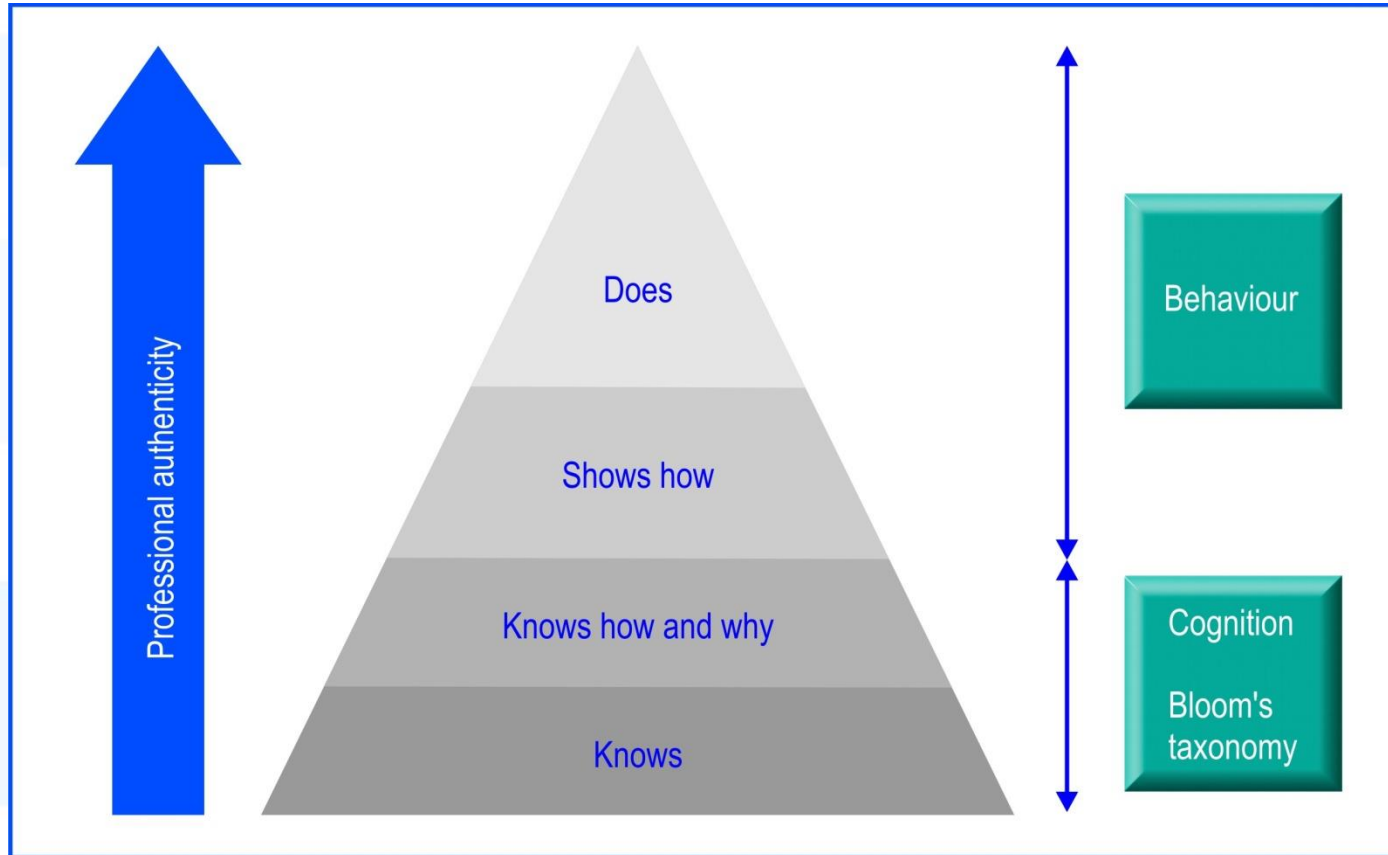 Professional authenticity
Does
Shows how
Knows how and why
Knows
Behaviour
Cognition
Bloom's
taxonomy